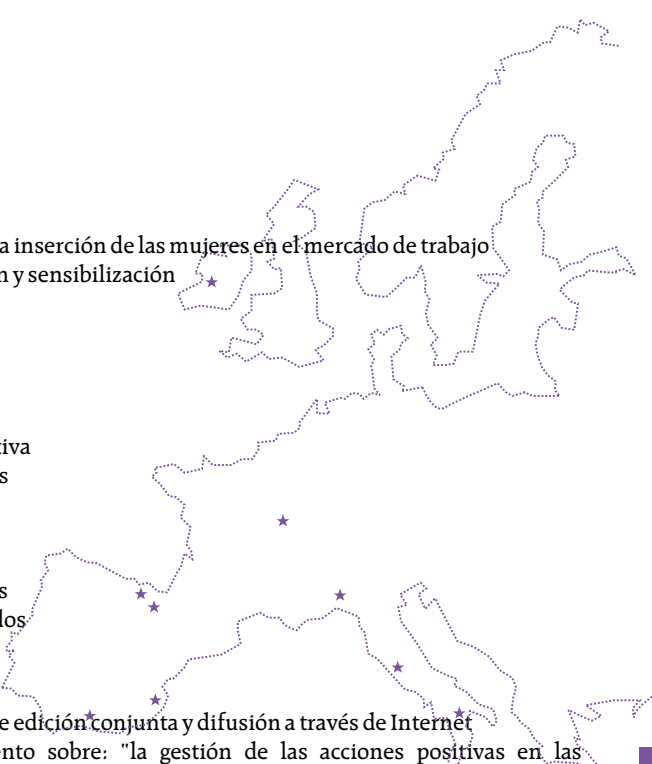 a inserción de las mujeres en el mercado de trabajo
n y sensibilización
tiva
s
s
los
e edición conjunta y difusión a través de Internet
ento sobre: "la gestión de las acciones positivas en las